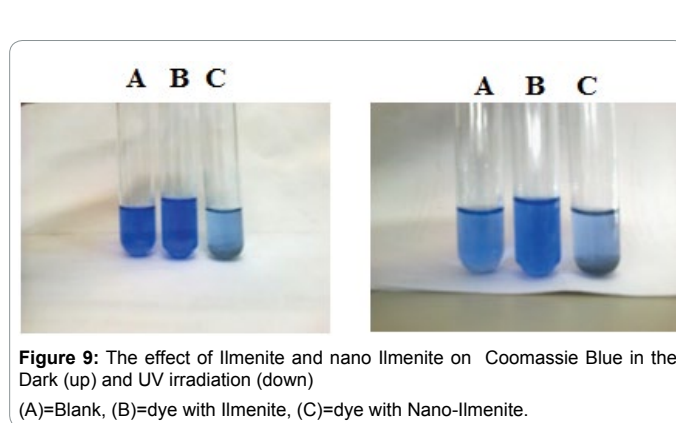 A B C
A B C
Figure 9: The effect of Ilmenite and nano Ilmenite on Coomassie Blue in the
Dark (up) and UV irradiation (down)
(A)=Blank, (B)=dye with Ilmenite, (C)=dye with Nano-Ilmenite.